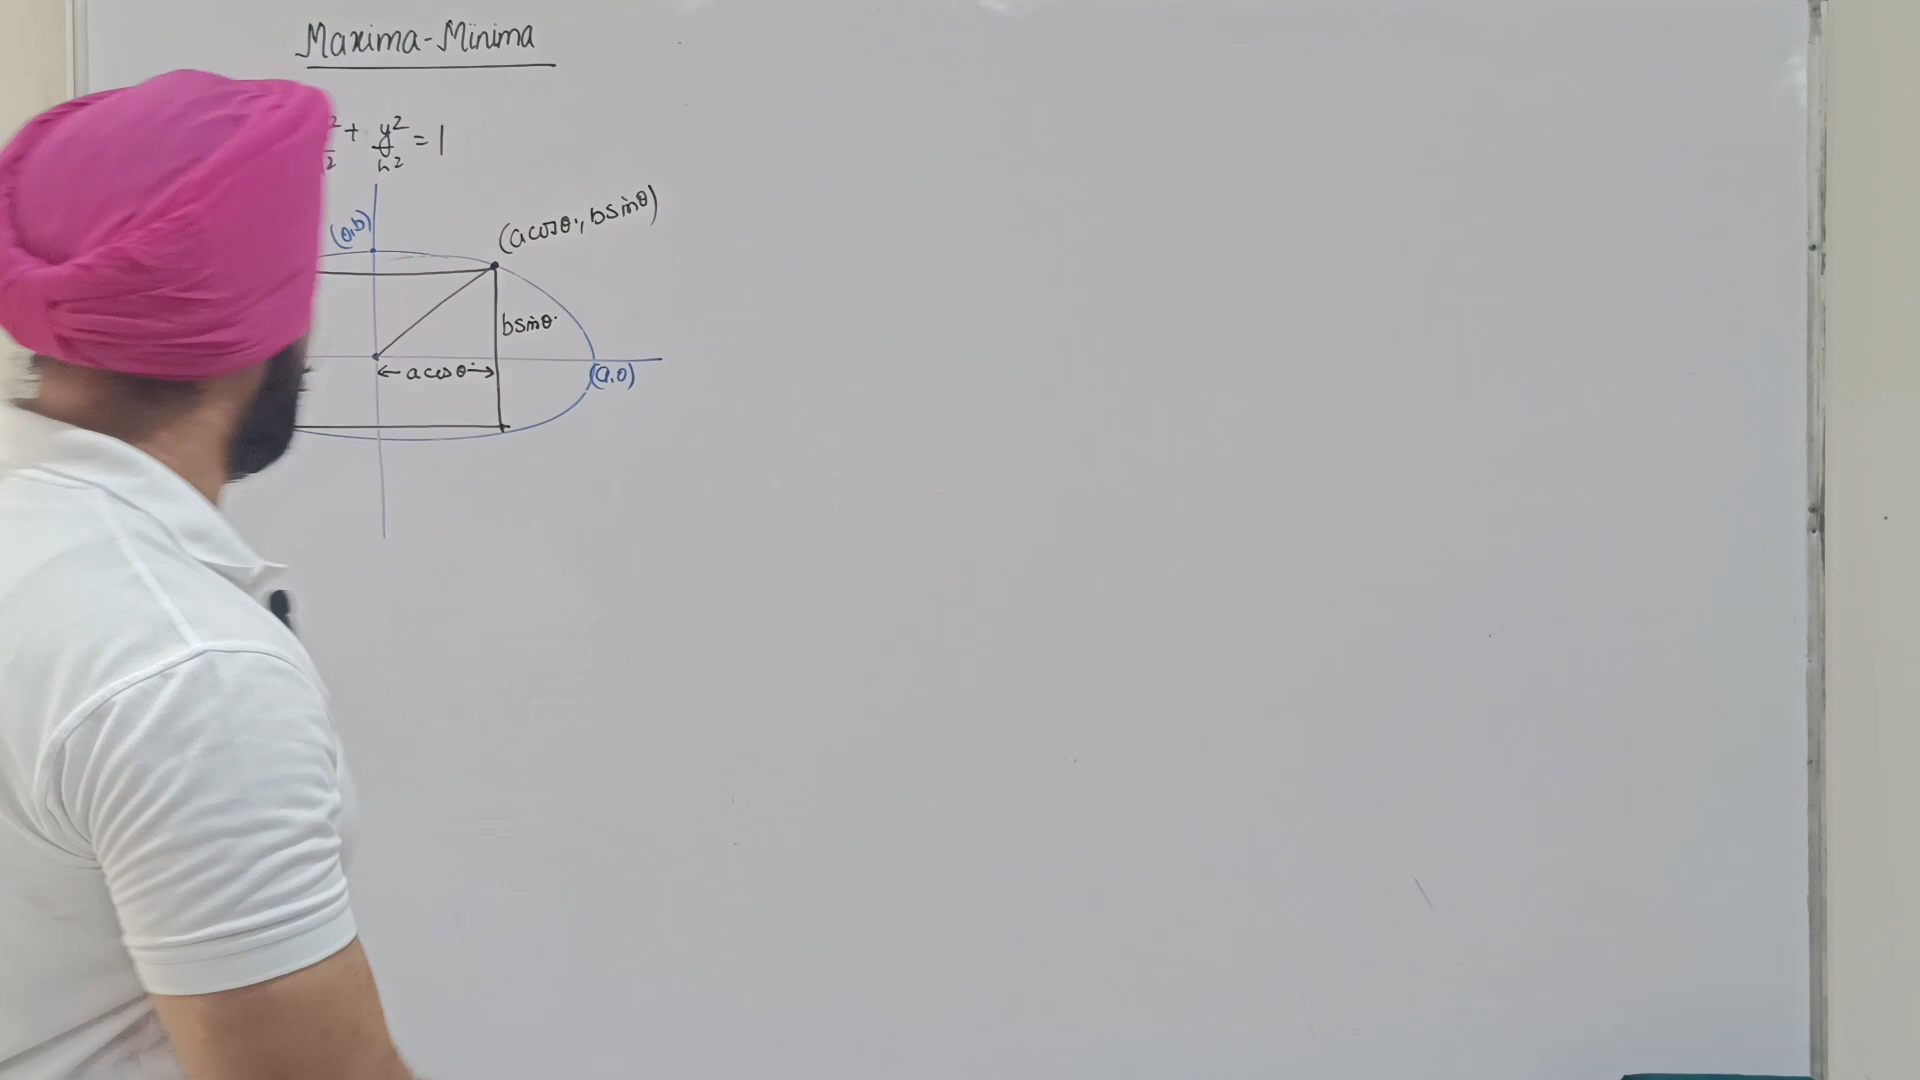 Maxima-Minima
+ y²/b² = 1
(0,b)
(a cosθ, b sinθ)
b sinθ
a cosθ
(a,0)